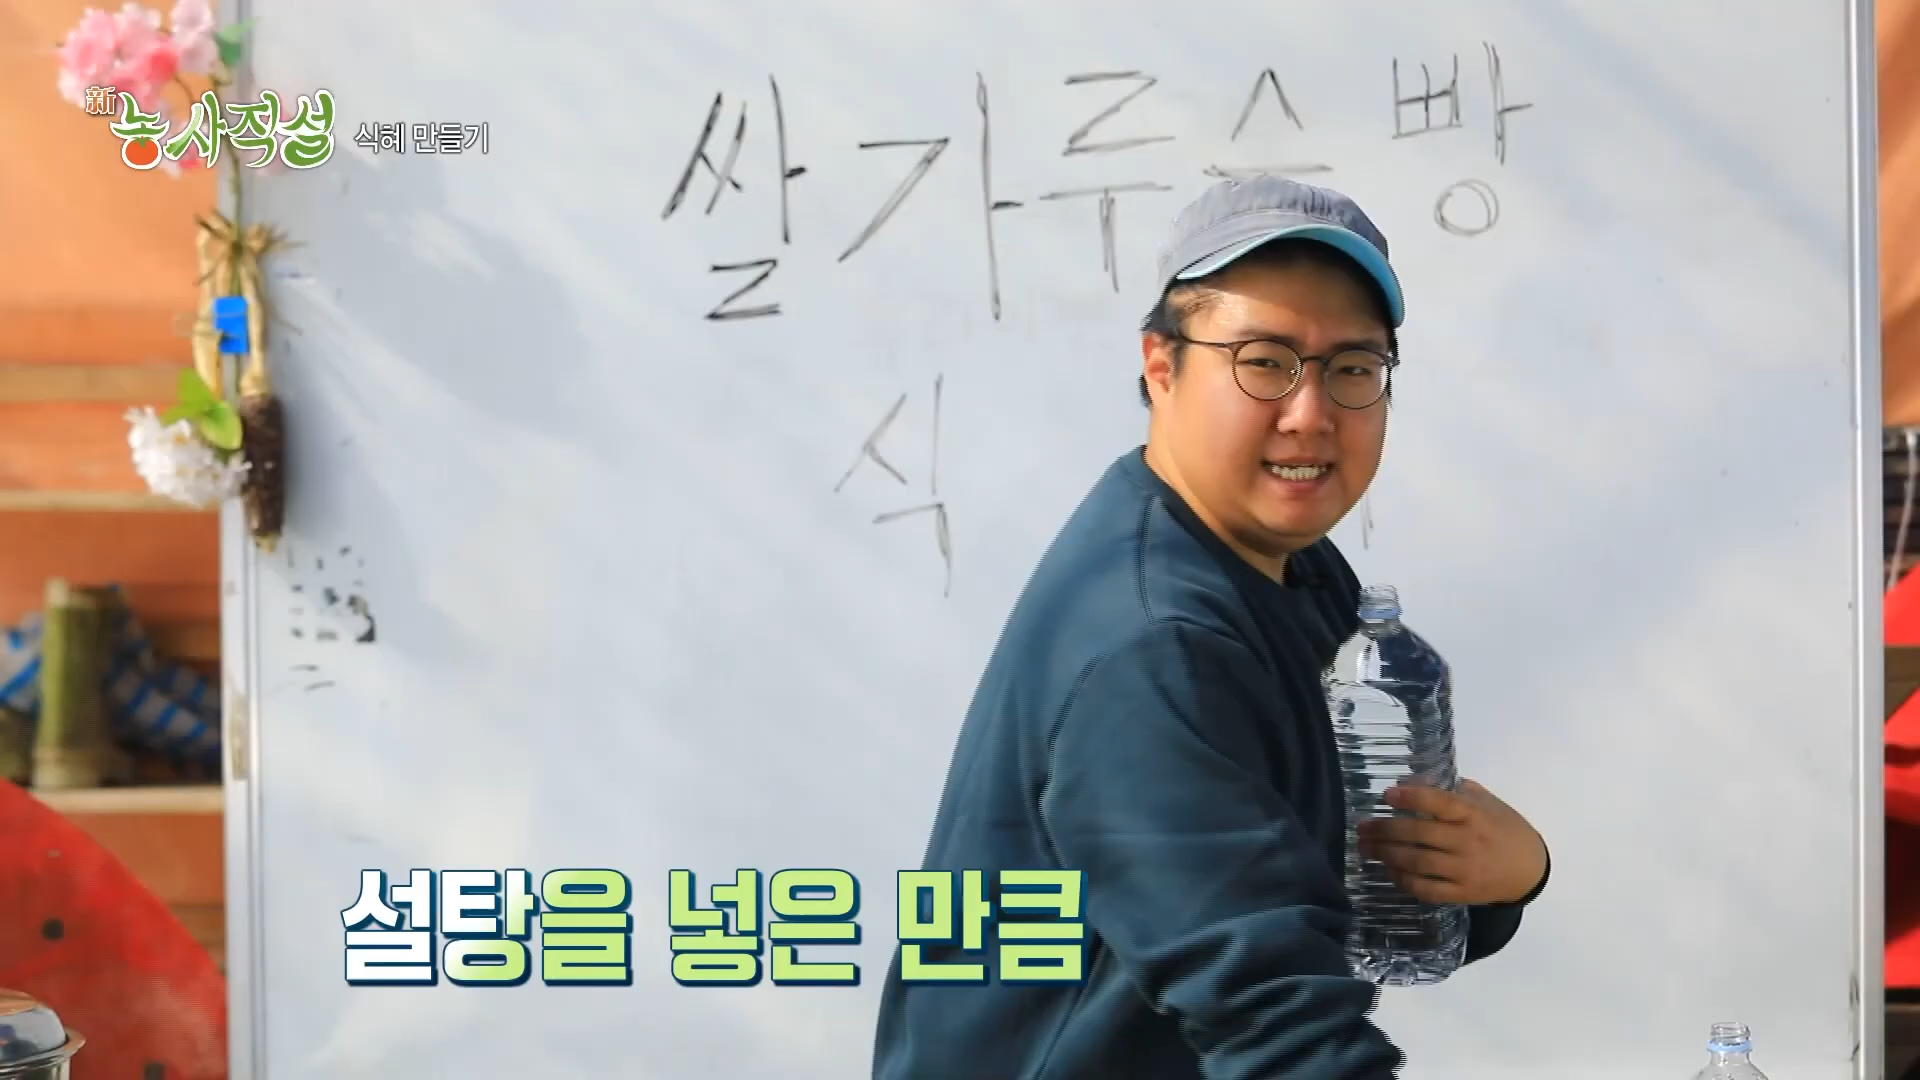 新 농사직설 식혜 만들기
쌀가루술빵
식
설탕을 넣은 만큼